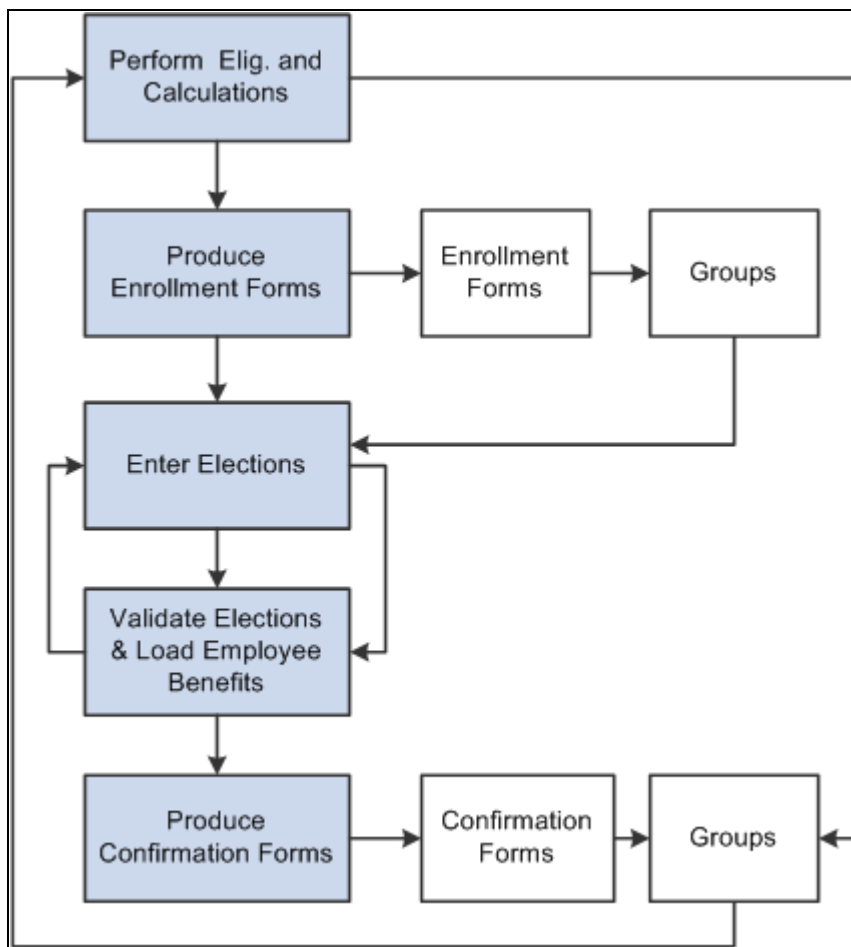 Perform Elig. and
Calculations
Produce
Enrollment Forms
Enrollment
Forms
Groups
Enter Elections
Validate Elections
& Load Employee
Benefits
Produce
Confirmation Forms
Confirmation
Forms
Groups